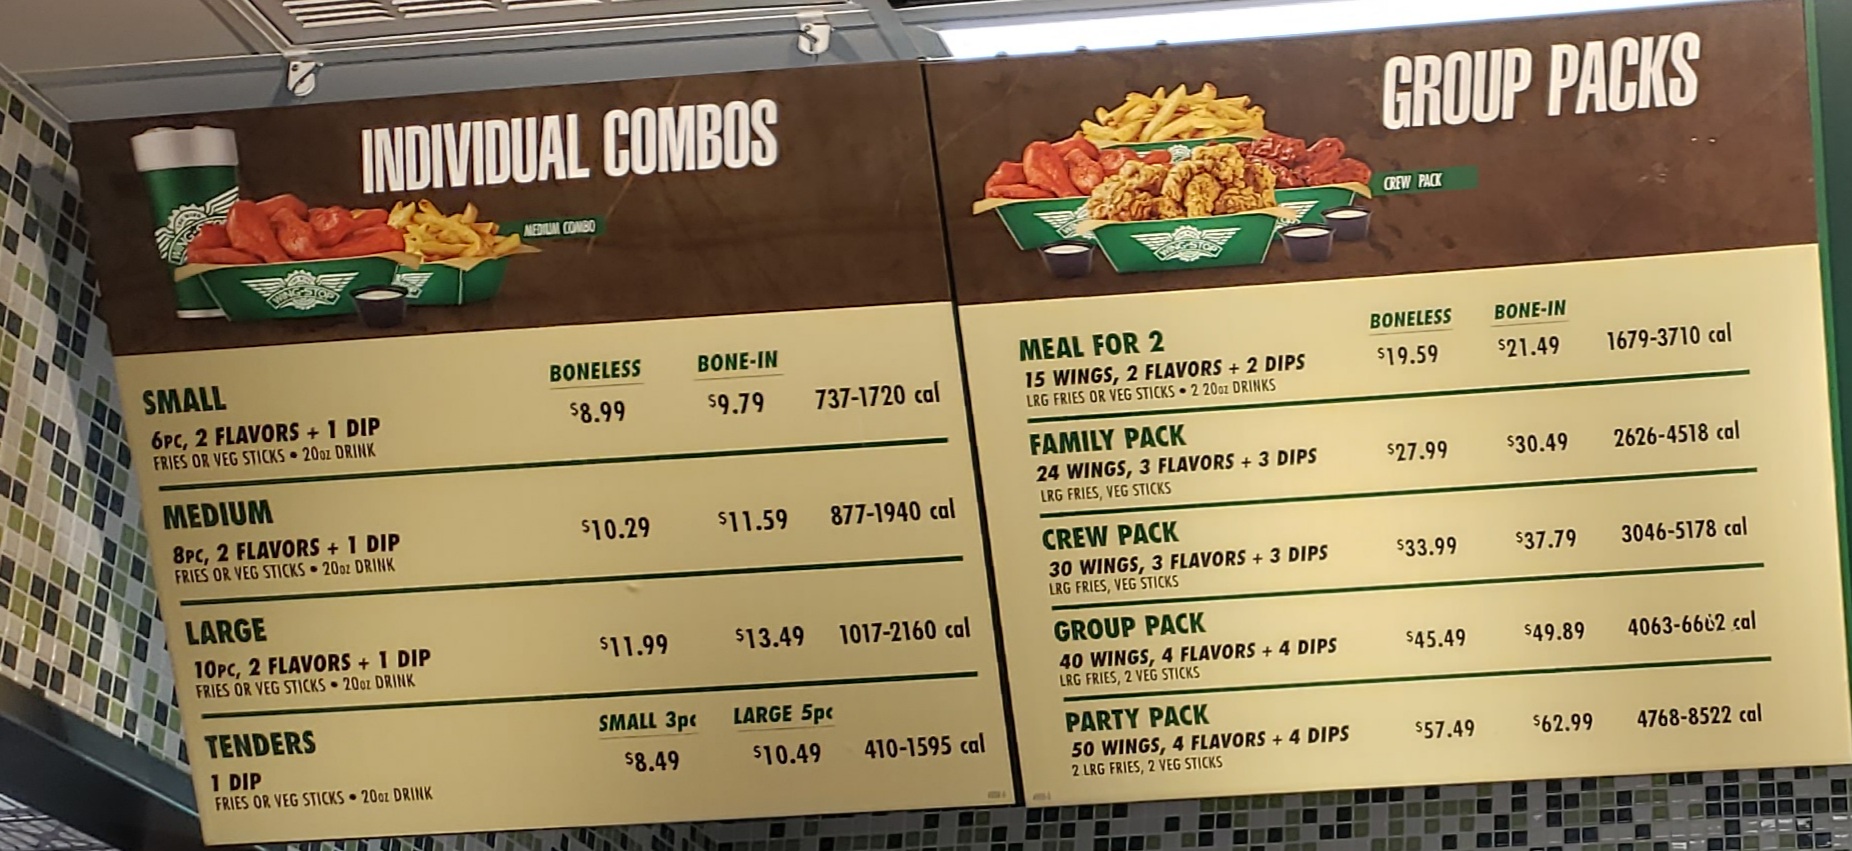 INDIVIDUAL COMBOS
MEDIUM COMBO
WINGSTOP
BONELESS BONE-IN
SMALL
$8.99 $9.79 737-1720 cal
6PC, 2 FLAVORS + 1 DIP
FRIES OR VEG STICKS • 20oz DRINK
MEDIUM
$10.29 $11.59 877-1940 cal
8PC, 2 FLAVORS + 1 DIP
FRIES OR VEG STICKS • 20oz DRINK
LARGE
$11.99 $13.49 1017-2160 cal
10PC, 2 FLAVORS + 1 DIP
FRIES OR VEG STICKS • 20oz DRINK
SMALL 3pc LARGE 5pc
TENDERS
$8.49 $10.49 410-1595 cal
1 DIP
FRIES OR VEG STICKS • 20oz DRINK
GROUP PACKS
CREW PACK
WINGSTOP
BONELESS BONE-IN
MEAL FOR 2
$19.59 $21.49 1679-3710 cal
15 WINGS, 2 FLAVORS + 2 DIPS
LRG FRIES OR VEG STICKS • 2 20oz DRINKS
FAMILY PACK
$27.99 $30.49 2626-4518 cal
24 WINGS, 3 FLAVORS + 3 DIPS
LRG FRIES, VEG STICKS
CREW PACK
$33.99 $37.79 3046-5178 cal
30 WINGS, 3 FLAVORS + 3 DIPS
LRG FRIES, VEG STICKS
GROUP PACK
$45.49 $49.89 cal
40 WINGS, 4 FLAVORS + 4 DIPS
LRG FRIES, 2 VEG STICKS
PARTY PACK
$57.49 $62.99 4768-8522 cal
50 WINGS, 4 FLAVORS + 4 DIPS
2 LRG FRIES, 2 VEG STICKS